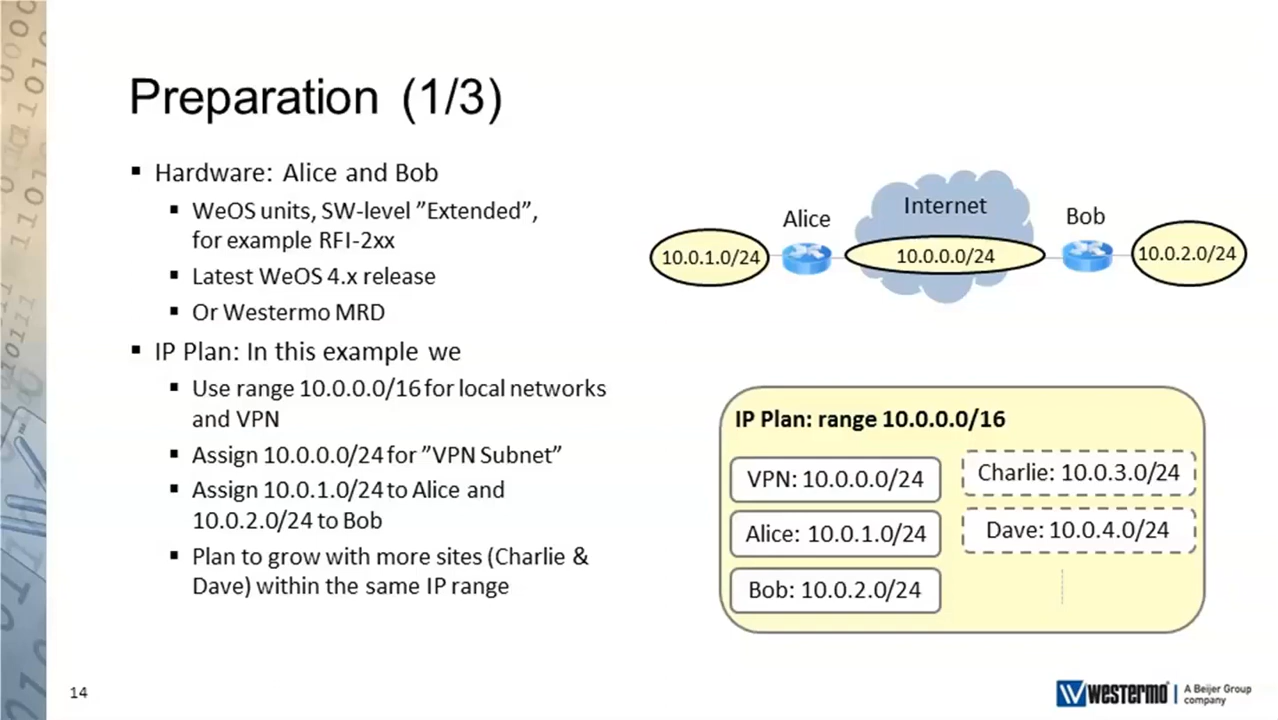 Preparation (1/3)
▪ Hardware: Alice and Bob
▪ WeOS units, SW-level ”Extended”,
for example RFI-2xx
▪ Latest WeOS 4.x release
▪ Or Westermo MRD
▪ IP Plan: In this example we
▪ Use range 10.0.0.0/16 for local networks
and VPN
▪ Assign 10.0.0.0/24 for ”VPN Subnet”
▪ Assign 10.0.1.0/24 to Alice and
10.0.2.0/24 to Bob
▪ Plan to grow with more sites (Charlie &
Dave) within the same IP range
Internet
Alice
Bob
10.0.1.0/24
10.0.0.0/24
10.0.2.0/24
IP Plan: range 10.0.0.0/16
VPN: 10.0.0.0/24
Alice: 10.0.1.0/24
Bob: 10.0.2.0/24
Charlie: 10.0.3.0/24
Dave: 10.0.4.0/24
14
westermo
A Beijer Group
company